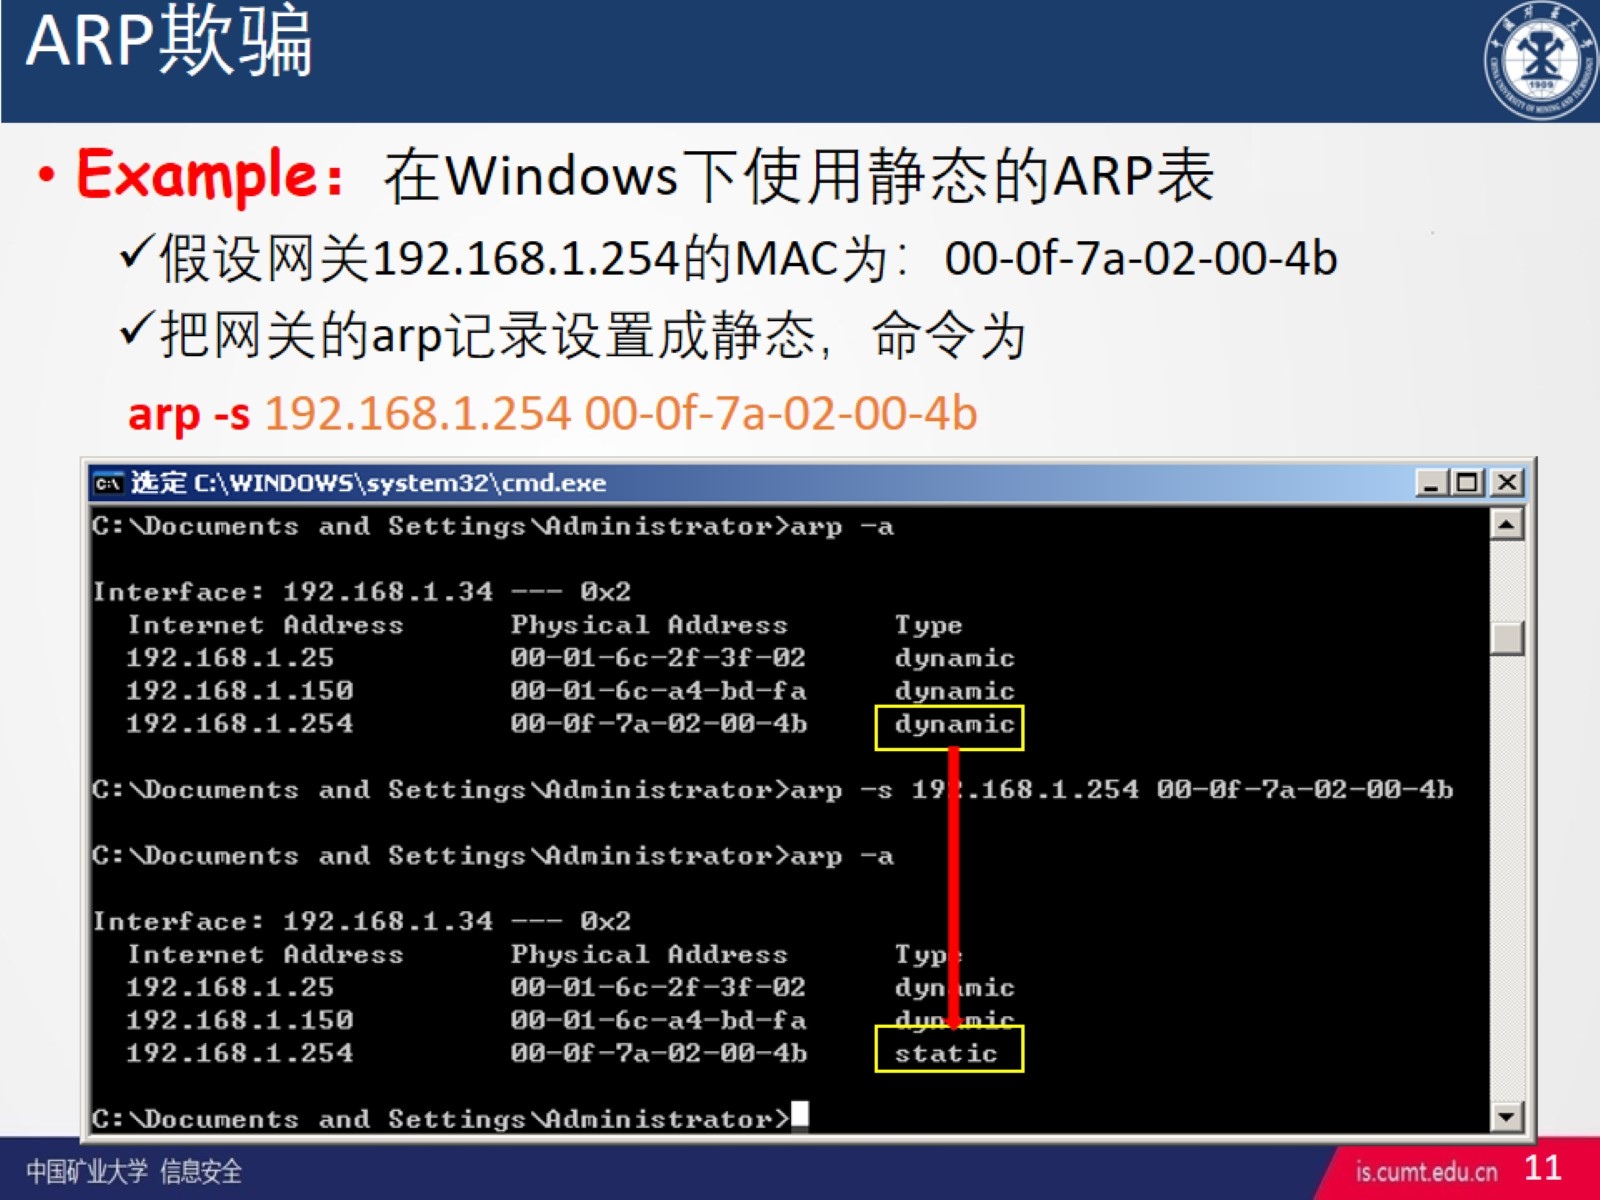 ARP欺骗
• Example：在Windows下使用静态的ARP表
✓假设网关192.168.1.254的MAC为：00-0f-7a-02-00-4b
✓把网关的arp记录设置成静态，命令为
arp -s 192.168.1.254 00-0f-7a-02-00-4b
选定 C:\WINDOWS\system32\cmd.exe
C:\Documents and Settings\Administrator>arp -a
Interface: 192.168.1.34 --- 0x2
Internet Address Physical Address Type
192.168.1.25 00-01-6c-2f-3f-02 dynamic
192.168.1.150 00-01-6c-a4-bd-fa dynamic
192.168.1.254 00-0f-7a-02-00-4b dynamic
C:\Documents and Settings\Administrator>arp -s 192.168.1.254 00-0f-7a-02-00-4b
C:\Documents and Settings\Administrator>arp -a
Interface: 192.168.1.34 --- 0x2
Internet Address Physical Address Type
192.168.1.25 00-01-6c-2f-3f-02 dynamic
192.168.1.150 00-01-6c-a4-bd-fa dynamic
192.168.1.254 00-0f-7a-02-00-4b static
C:\Documents and Settings\Administrator>
中国矿业大学 信息安全
is.cumt.edu.cn 11
1909
CHINA UNIVERSITY OF MINING AND TECHNOLOGY